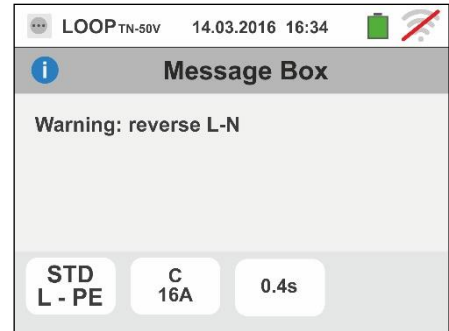 LOOP TN-50V 14.03.2016 16:34
Message Box
Warning: reverse L-N
STD C 0.4s
L - PE 16A